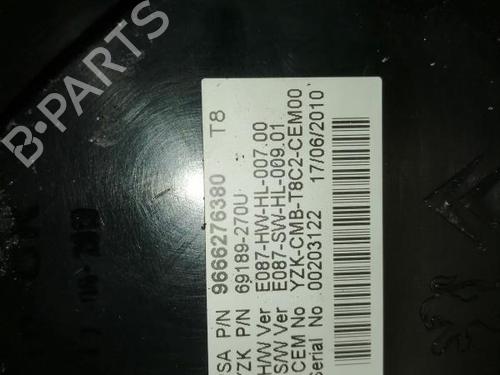 SA P/N 9666276380 T8
YZK P/N 69189-270U
H/W Ver E087-HW-HL-007.00
S/W Ver E087-SW-HL-009.01
CEM No YZK-CMB-T8C2-CEM00
Serial No 00203122 17/06/2010
B-PARTS